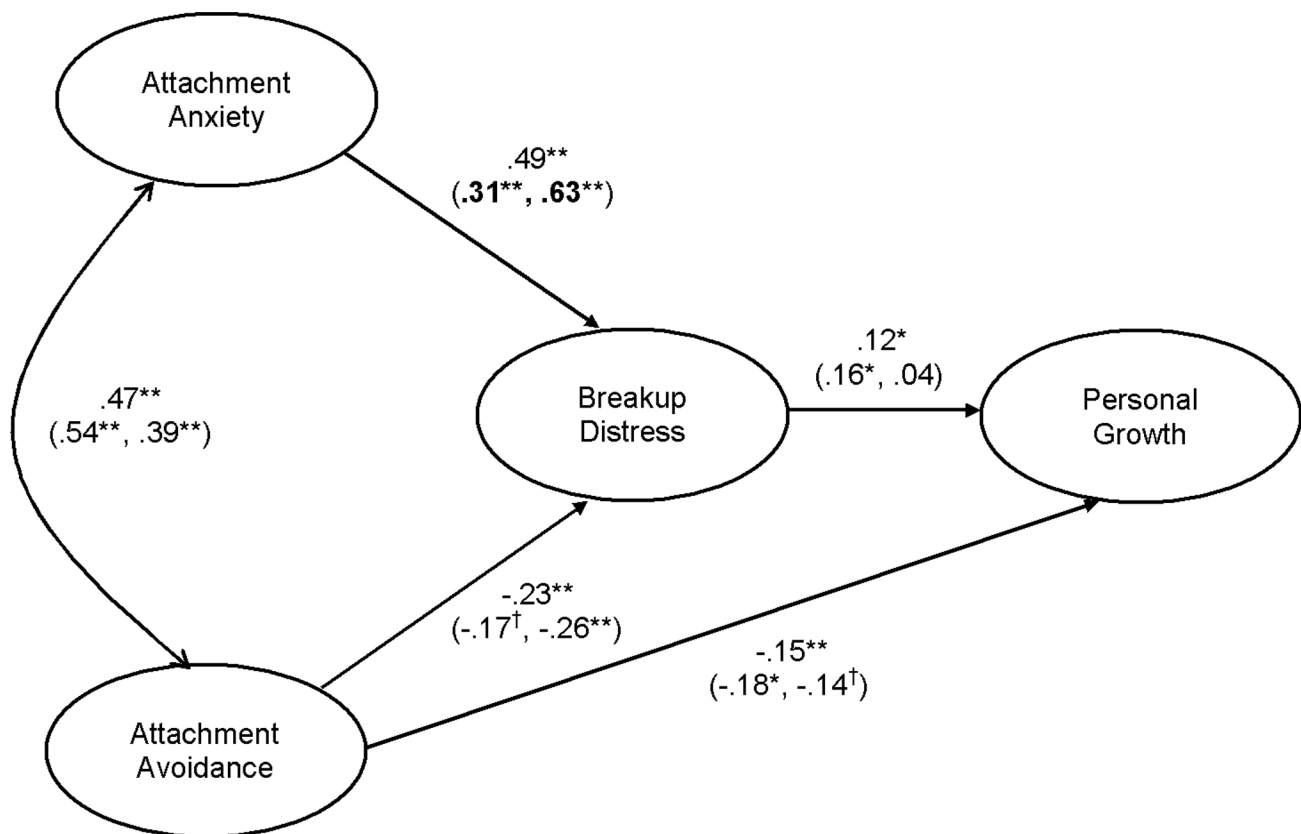 Attachment
Anxiety
.49**
(.31**, .63**)
.12*
(.16*, .04)
Breakup
Distress
Personal
Growth
.47**
(.54**, .39**)
-.23**
(-.17†, -.26**)
-.15**
(-.18*, -.14†)
Attachment
Avoidance